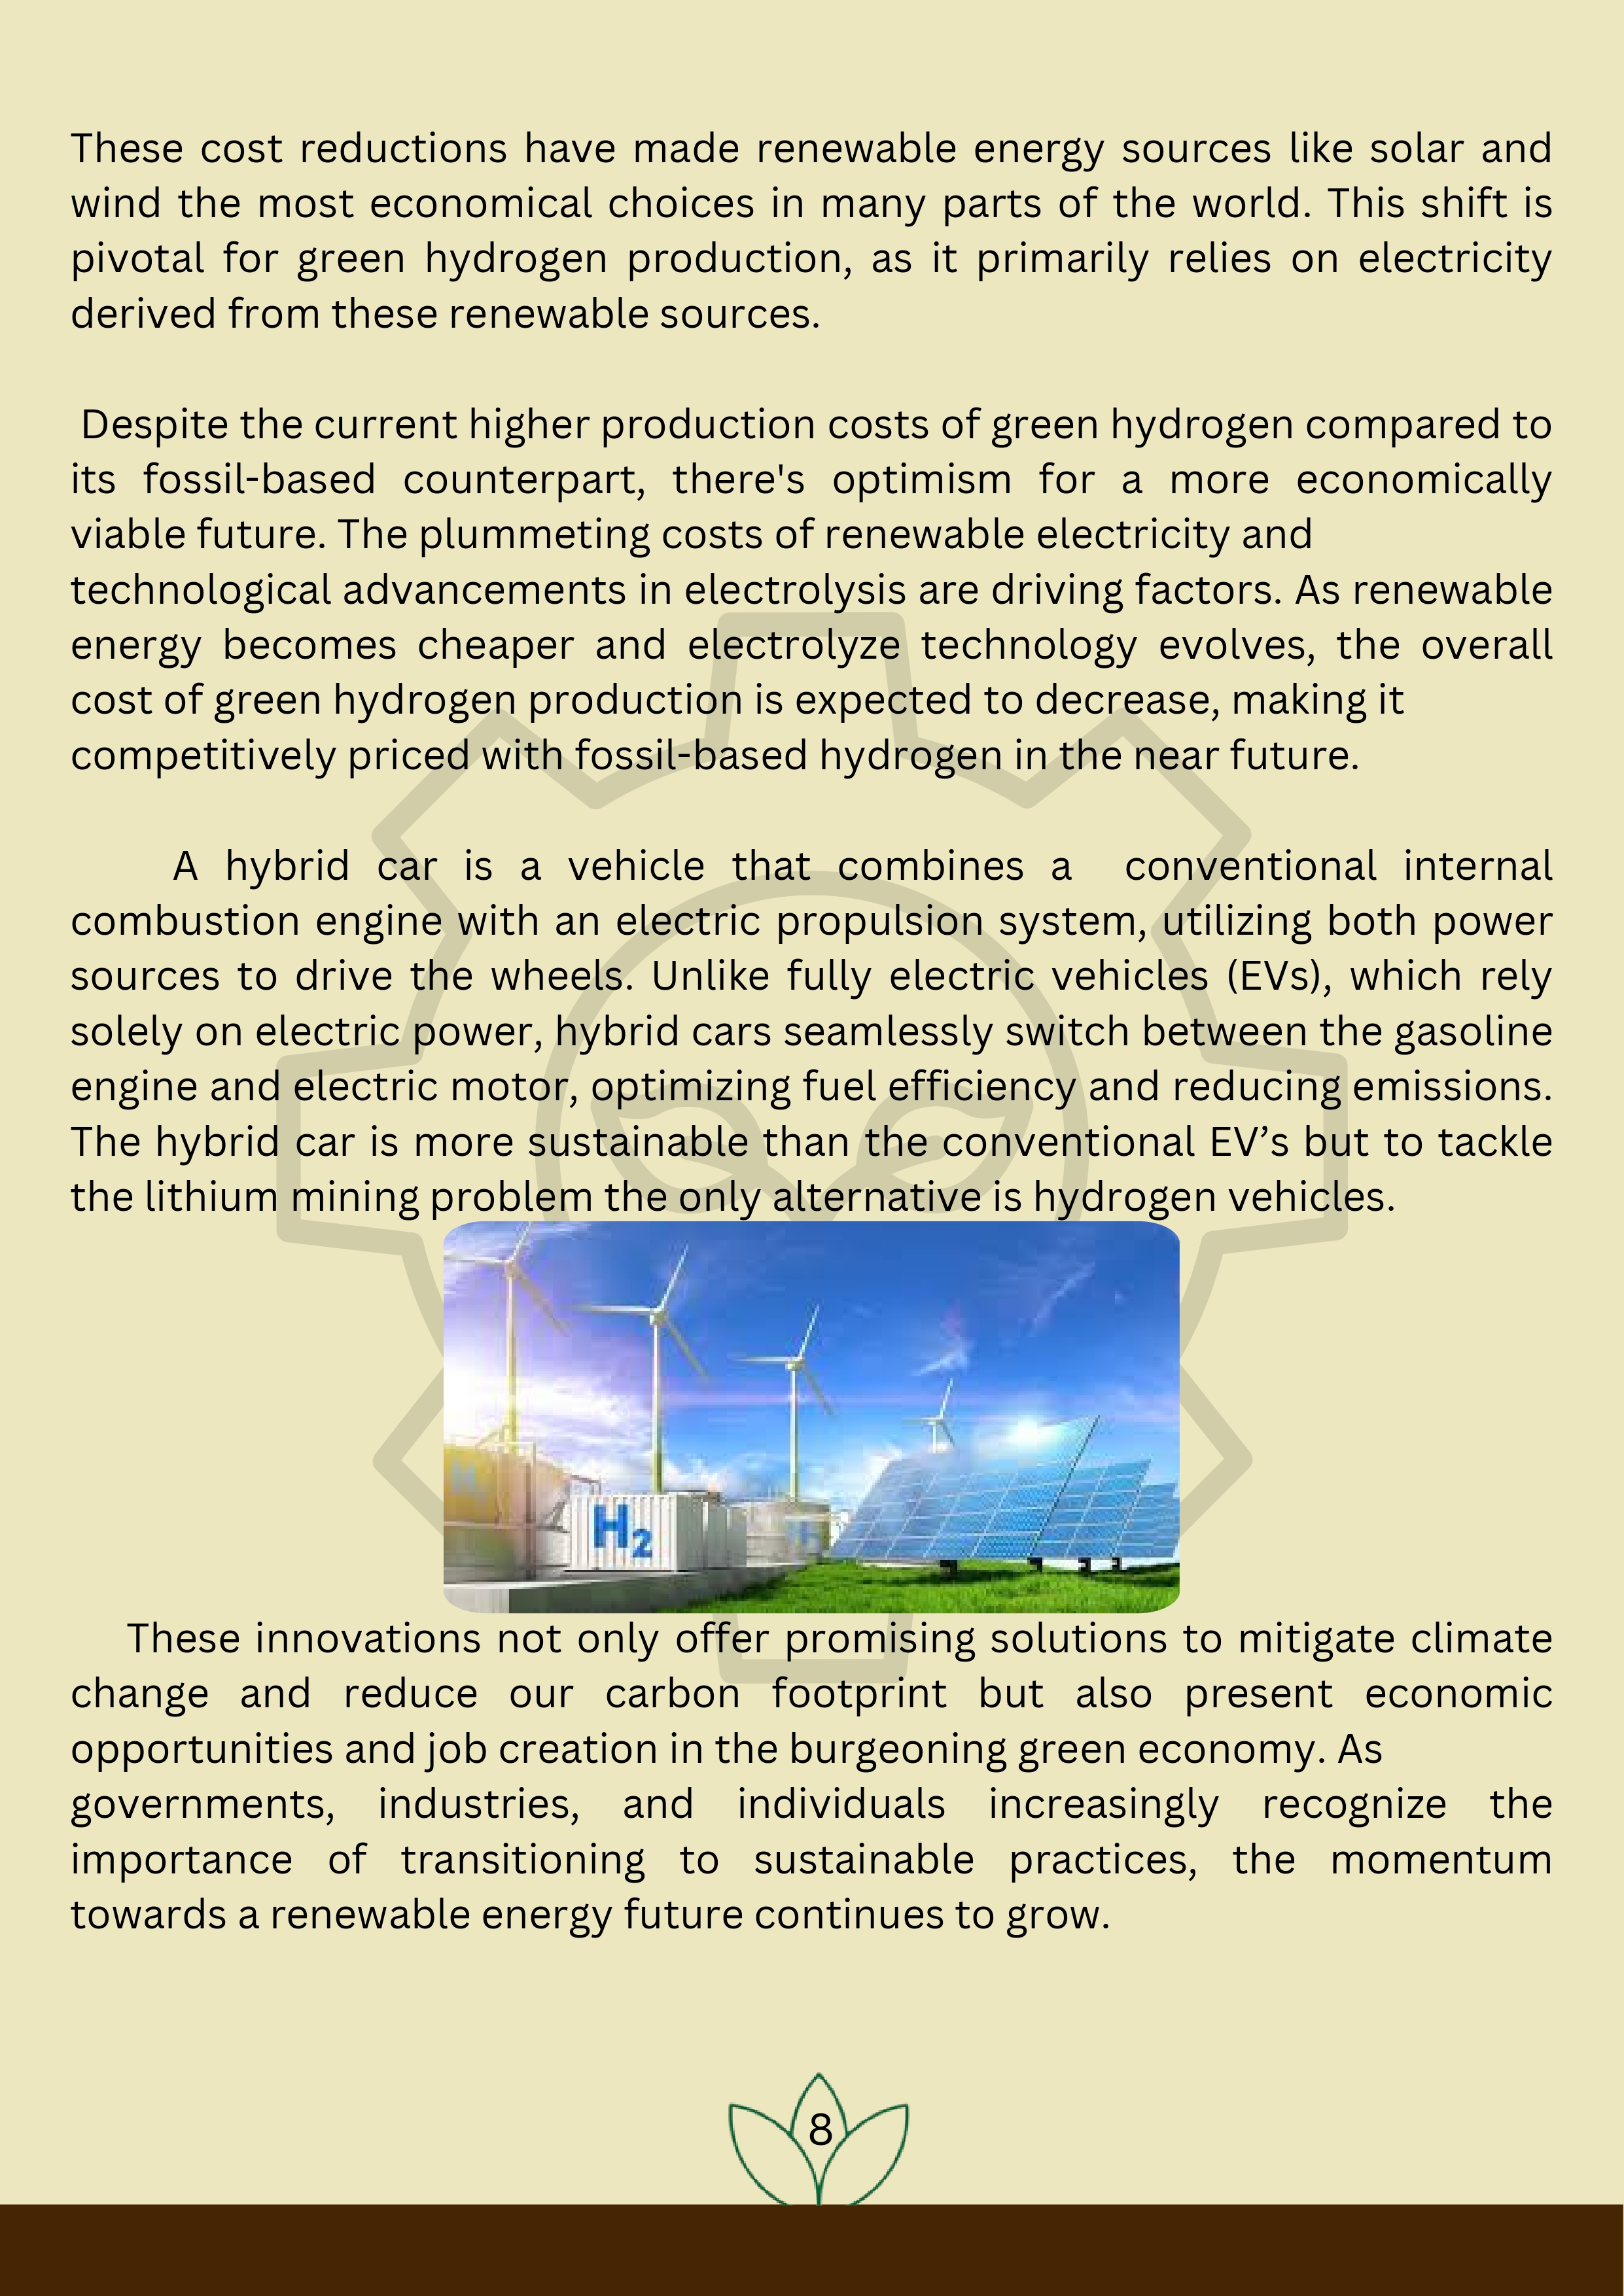 These cost reductions have made renewable energy sources like solar and
wind the most economical choices in many parts of the world. This shift is
pivotal for green hydrogen production, as it primarily relies on electricity
derived from these renewable sources.
Despite the current higher production costs of green hydrogen compared to
its fossil-based counterpart, there's optimism for a more economically
viable future. The plummeting costs of renewable electricity and
technological advancements in electrolysis are driving factors. As renewable
energy becomes cheaper and electrolyze technology evolves, the overall
cost of green hydrogen production is expected to decrease, making it
competitively priced with fossil-based hydrogen in the near future.
A hybrid car is a vehicle that combines a conventional internal
combustion engine with an electric propulsion system, utilizing both power
sources to drive the wheels. Unlike fully electric vehicles (EVs), which rely
solely on electric power, hybrid cars seamlessly switch between the gasoline
engine and electric motor, optimizing fuel efficiency and reducing emissions.
The hybrid car is more sustainable than the conventional EV’s but to tackle
the lithium mining problem the only alternative is hydrogen vehicles.
H2
These innovations not only offer promising solutions to mitigate climate
change and reduce our carbon footprint but also present economic
opportunities and job creation in the burgeoning green economy. As
governments, industries, and individuals increasingly recognize the
importance of transitioning to sustainable practices, the momentum
towards a renewable energy future continues to grow.
8